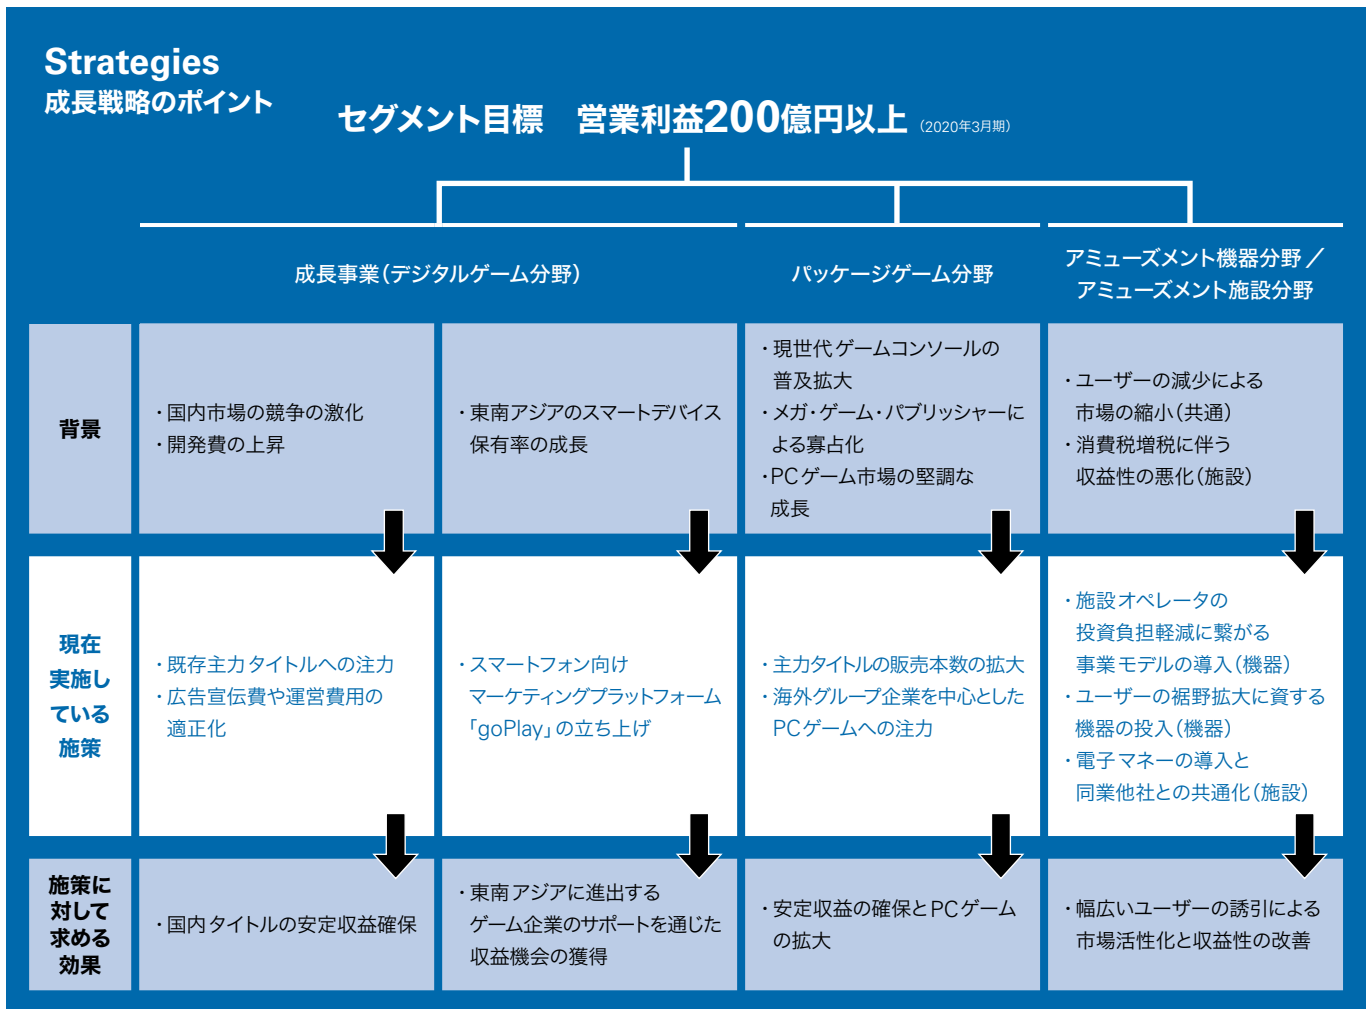 Strategies
成長戦略のポイント
セグメント目標　営業利益200億円以上（2020年3月期）
成長事業（デジタルゲーム分野）
パッケージゲーム分野
アミューズメント機器分野／
アミューズメント施設分野
背景
・国内市場の競争の激化
・開発費の上昇
・東南アジアのスマートデバイス
保有率の成長
・現世代ゲームコンソールの
普及拡大
・メガ・ゲーム・パブリッシャーに
よる寡占化
・PCゲーム市場の堅調な
成長
・ユーザーの減少による
市場の縮小（共通）
・消費税増税に伴う
収益性の悪化（施設）
現在
実施し
ている
施策
・既存主力タイトルへの注力
・広告宣伝費や運営費用の
適正化
・スマートフォン向け
マーケティングプラットフォーム
「goPlay」の立ち上げ
・主力タイトルの販売本数の拡大
・海外グループ企業を中心とした
PCゲームへの注力
・施設オペレータの
投資負担軽減に繋がる
事業モデルの導入（機器）
・ユーザーの裾野拡大に資する
機器の投入（機器）
・電子マネーの導入と
同業他社との共通化（施設）
施策に
対して
求める
効果
・国内タイトルの安定収益確保
・東南アジアに進出する
ゲーム企業のサポートを通じた
収益機会の獲得
・安定収益の確保とPCゲーム
の拡大
・幅広いユーザーの誘引による
市場活性化と収益性の改善